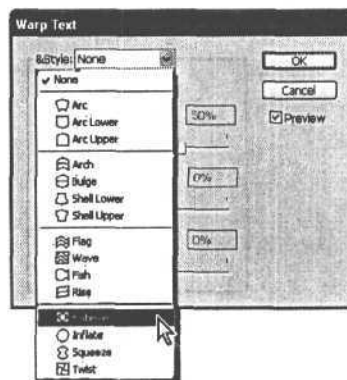 Warp Text
&Style: None
OK
None
Cancel
Arc
50%
Preview
Arc Lower
Arc Upper
Arch
Bulge
0%
Shell Lower
Shell Upper
Flag
0%
Wave
Fish
Rise
Inflate
Squeeze
Twist